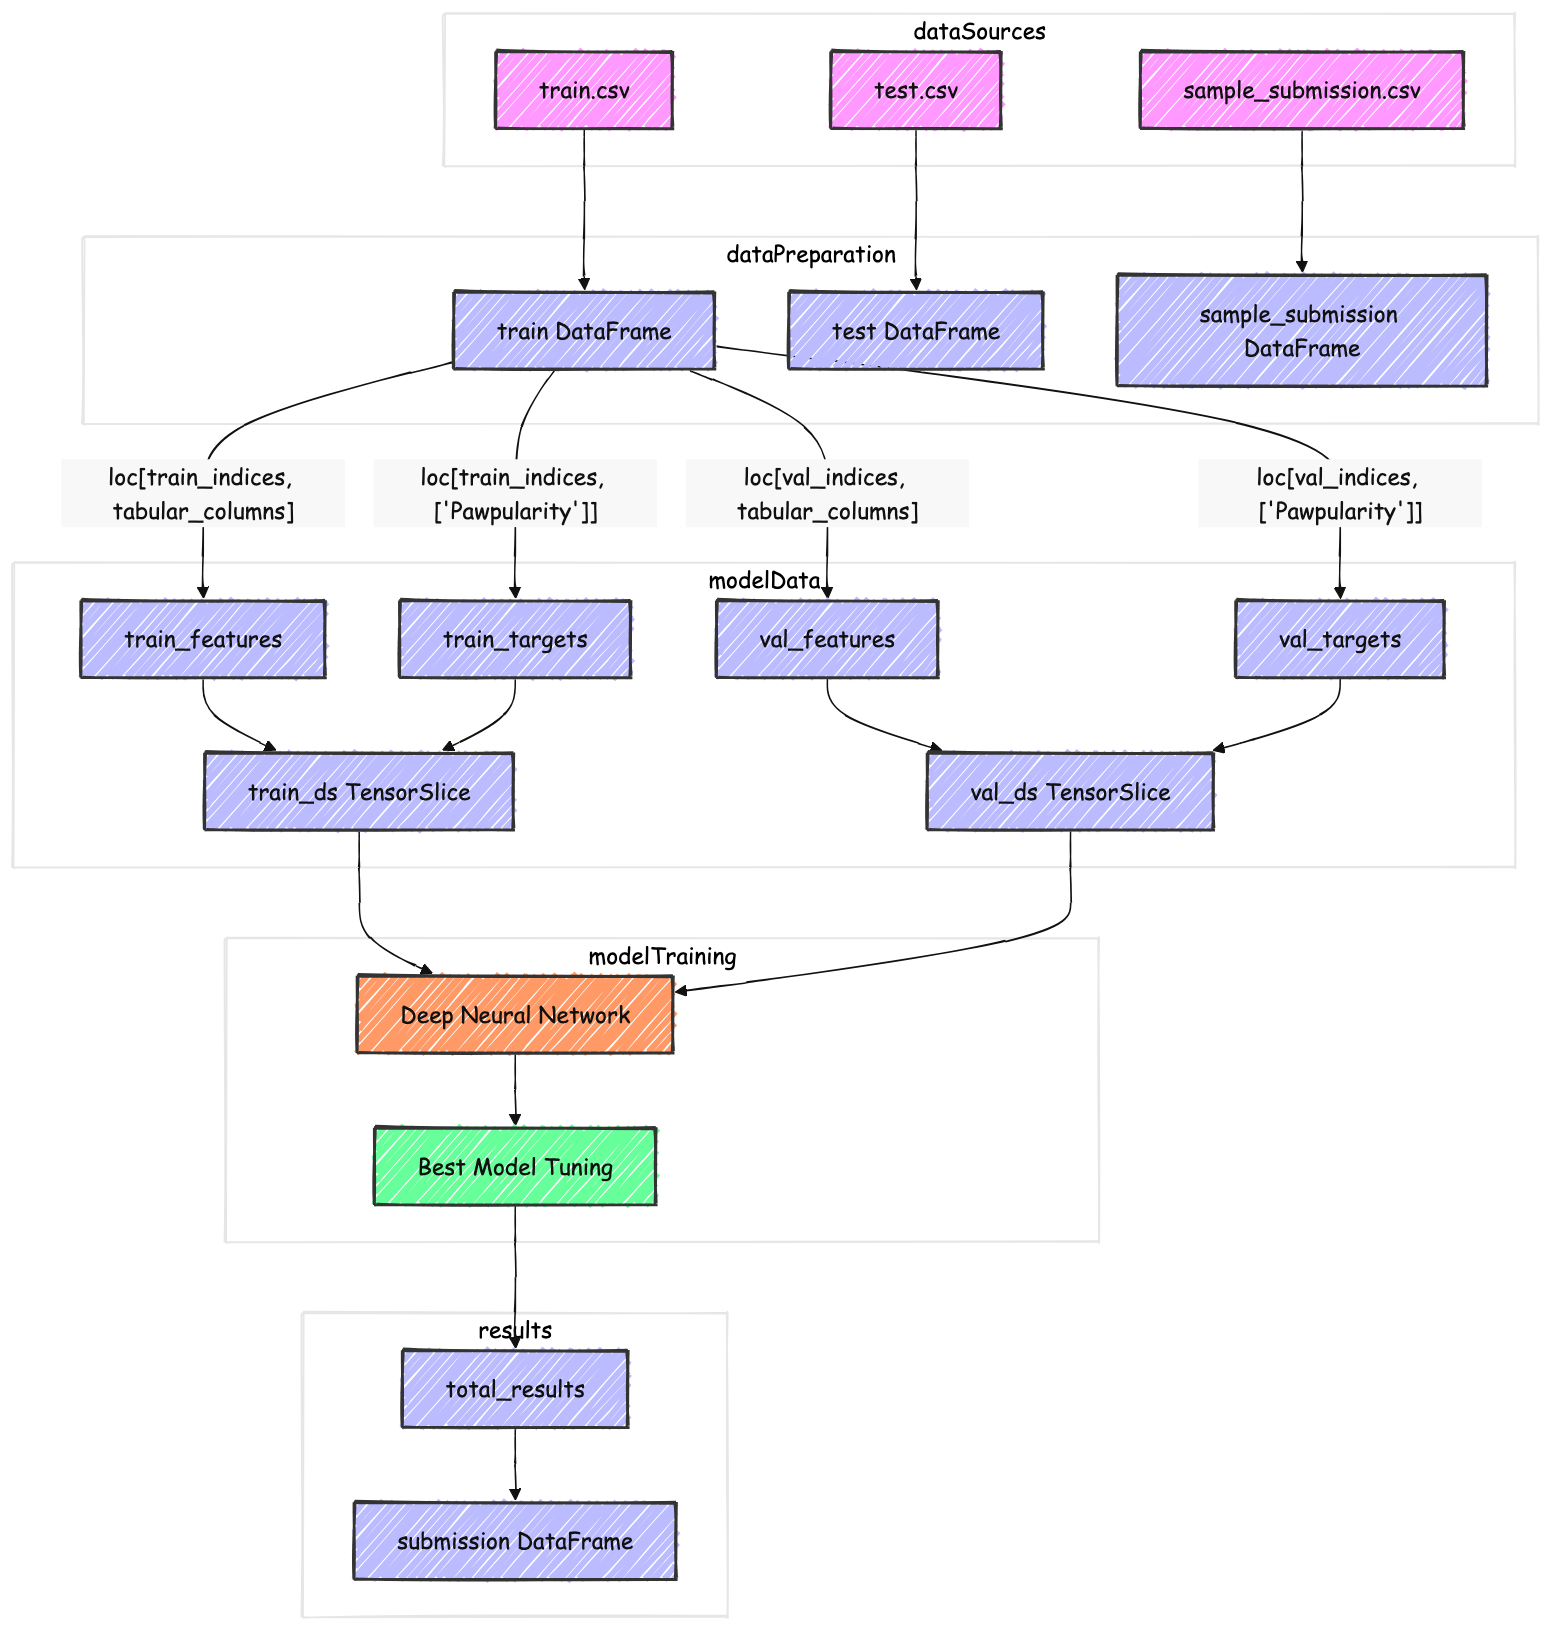 dataSources
train.csv
test.csv
sample_submission.csv
dataPreparation
train DataFrame
test DataFrame
sample_submission
DataFrame
loc[train_indices,
tabular_columns]
loc[train_indices,
['Pawpularity']]
loc[val_indices,
tabular_columns]
loc[val_indices,
['Pawpularity']]
modelData
train_features
train_targets
val_features
val_targets
train_ds TensorSlice
val_ds TensorSlice
modelTraining
Deep Neural Network
Best Model Tuning
results
total_results
submission DataFrame